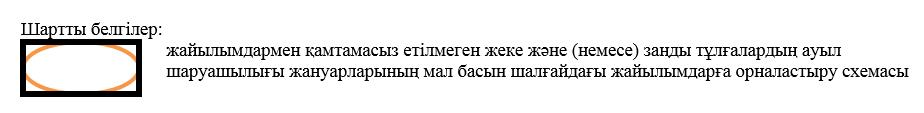 Шартты белгілер:
жайылымдармен қамтамасыз етілмеген жеке және (немесе) заңды тұлғалардың ауыл
шаруашылығы жануарларының мал басын шалғайдағы жайылымдарға орналастыру схемасы